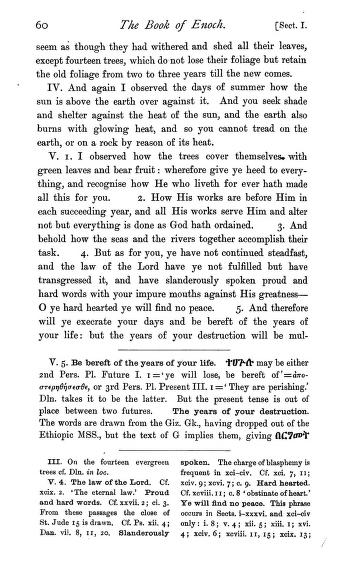 60 The Book of Enoch. [Sect. I.
seem as though they had withered and shed all their leaves,
except fourteen trees, which do not lose their foliage but retain
the old foliage from two to three years till the new comes.
IV. And again I observed the days of summer how the
sun is above the earth over against it. And you seek shade
and shelter against the heat of the sun, and the earth also
burns with glowing heat, and so you cannot tread on the
earth, or on a rock by reason of its heat.
V. 1. I observed how the trees cover themselves with
green leaves and bear fruit: wherefore give ye heed to every-
thing, and recognise how He who liveth for ever hath made
all this for you. 2. How His works are before Him in
each succeeding year, and all His works serve Him and alter
not but everything is done as God hath ordained. 3. And
behold how the seas and the rivers together accomplish their
task. 4. But as for you, ye have not continued steadfast,
and the law of the Lord have ye not fulfilled but have
transgressed it, and have slanderously spoken proud and
hard words with your impure mouths against His greatness—
O ye hard hearted ye will find no peace. 5. And therefore
will ye execrate your days and be bereft of the years of
your life: but the years of your destruction will be mul-
V. 5. Be bereft of the years of your life. ተሀጕሉ may be either
2nd Pers. Pl. Future I. 1 = 'ye will lose, be bereft of' = ἀπο-
στερηθήσεσθε, or 3rd Pers. Pl. Present III. 1 = 'They are perishing.'
Dln. takes it to be the latter. But the present tense is out of
place between two futures. The years of your destruction.
The words are drawn from the Giz. Gk., having dropped out of the
Ethiopic MSS., but the text of G implies them, giving በርግመት
III. On the fourteen evergreen
trees cf. Dln. in loc.
V. 4. The law of the Lord. Cf.
xcix. 2. 'The eternal law.' Proud
and hard words. Cf. xxvii. 2; ci. 3.
From these passages the close of
St. Jude 15 is drawn. Cf. Ps. xii. 4;
Dan. vii. 8, 11, 20. Slanderously
spoken. The charge of blasphemy is
frequent in xci-civ. Cf. xci. 7, 11;
xciv. 9; xcvi. 7; c. 9. Hard hearted.
Cf. xcviii. 11; c. 8 'obstinate of heart.'
Ye will find no peace. This phrase
occurs in Sects. i-xxxvi. and xci-civ
only: i. 8; v. 4; xii. 5; xiii. 1; xvi.
4; xciv. 6; xcviii. 11, 15; xcix. 13;